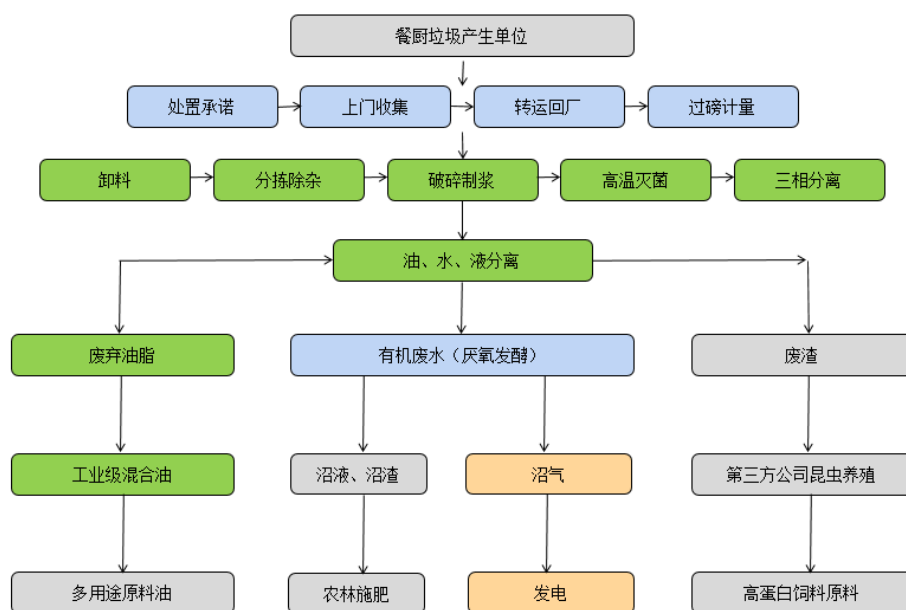 餐厨垃圾产生单位
处置承诺
上门收集
转运回厂
过磅计量
卸料
分拣除杂
破碎制浆
高温灭菌
三相分离
油、水、液分离
废弃油脂
有机废水（厌氧发酵）
废渣
工业级混合油
沼液、沼渣
沼气
第三方公司昆虫养殖
多用途原料油
农林施肥
发电
高蛋白饲料原料